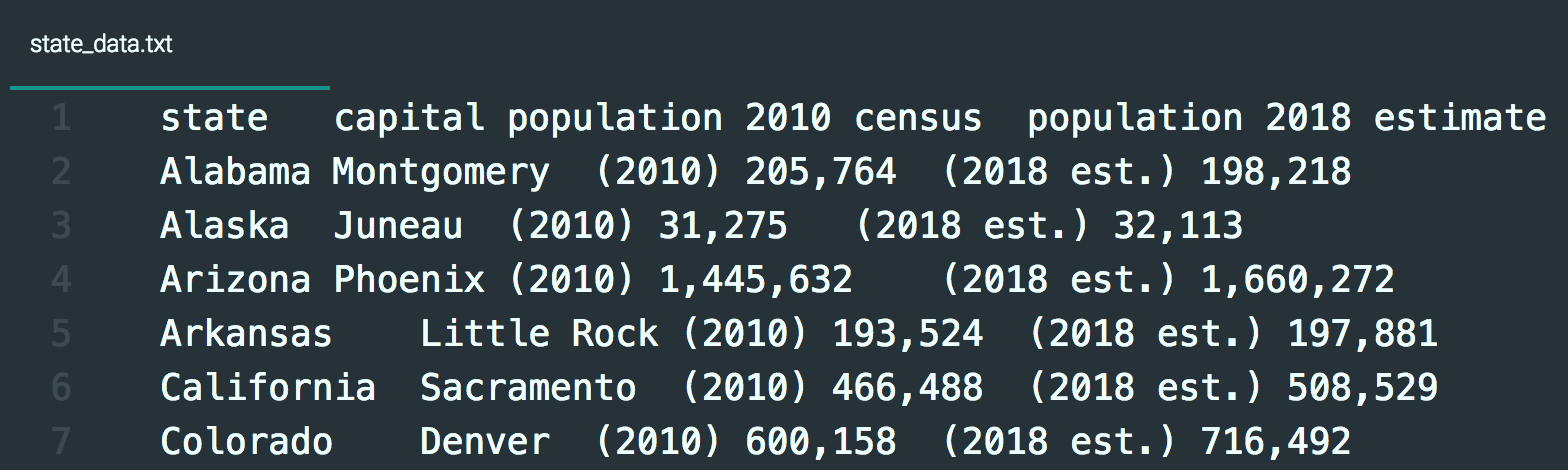 state_data.txt
1 state capital population 2010 census population 2018 estimate
2 Alabama Montgomery (2010) 205,764 (2018 est.) 198,218
3 Alaska Juneau (2010) 31,275 (2018 est.) 32,113
4 Arizona Phoenix (2010) 1,445,632 (2018 est.) 1,660,272
5 Arkansas Little Rock (2010) 193,524 (2018 est.) 197,881
6 California Sacramento (2010) 466,488 (2018 est.) 508,529
7 Colorado Denver (2010) 600,158 (2018 est.) 716,492